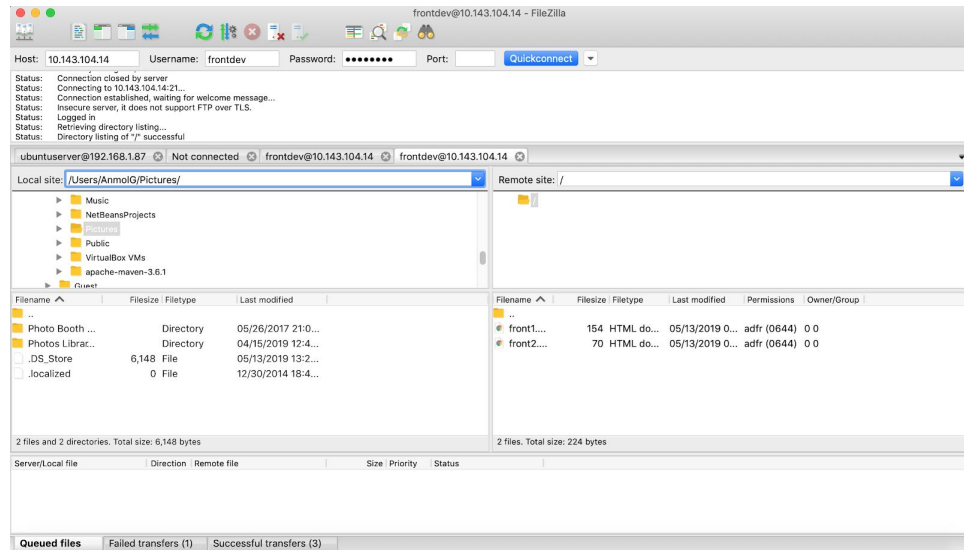 frontdev@10.143.104.14 - FileZilla
Host: 10.143.104.14 Username: frontdev Password: •••••••• Port: Quickconnect
Status: Connection closed by server
Status: Connecting to 10.143.104.14:21...
Status: Connection established, waiting for welcome message...
Status: Insecure server, it does not support FTP over TLS.
Status: Logged in
Status: Retrieving directory listing...
Status: Directory listing of "/" successful
ubuntuserver@192.168.1.87 Not connected frontdev@10.143.104.14 frontdev@10.143.104.14
Local site: /Users/AnmolG/Pictures/
Music
NetBeansProjects
Pictures
Public
VirtualBox VMs
apache-maven-3.6.1
Guest
Remote site: /
/
Filename Filesize Filetype Last modified
..
Photo Booth ... Directory 05/26/2017 21:0...
Photos Librar... Directory 04/15/2019 12:4...
.DS_Store 6,148 File 05/13/2019 13:2...
.localized 0 File 12/30/2014 18:4...
2 files and 2 directories. Total size: 6,148 bytes
Filename Filesize Filetype Last modified Permissions Owner/Group
..
front1.... 154 HTML do... 05/13/2019 0... adfr (0644) 0 0
front2.... 70 HTML do... 05/13/2019 0... adfr (0644) 0 0
2 files. Total size: 224 bytes
Server/Local file Direction Remote file Size Priority Status
Queued files Failed transfers (1) Successful transfers (3)